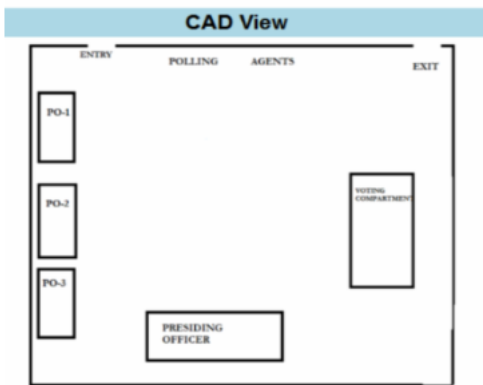 CAD View
ENTRY
POLLING AGENTS
EXIT
PO-1
PO-2
VOTING
COMPARTMENT
PO-3
PRESIDING
OFFICER